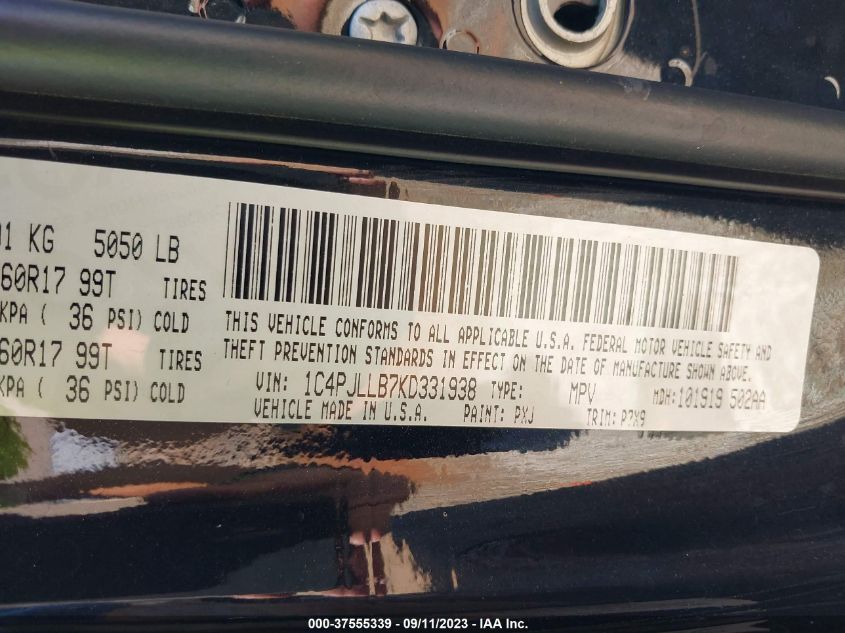 01 KG 5050 LB
60R17 99T TIRES
KPA ( 36 PSI) COLD
60R17 99T TIRES
KPA ( 36 PSI) COLD
THIS VEHICLE CONFORMS TO ALL APPLICABLE U.S.A. FEDERAL MOTOR VEHICLE SAFETY AND
THEFT PREVENTION STANDARDS IN EFFECT ON THE DATE OF MANUFACTURE SHOWN ABOVE.
VIN: 1C4PJLLB7KD331938 TYPE: MPV MDH: 101919 502AA
VEHICLE MADE IN U.S.A. PAINT: PXJ TRIM: P7X9
000-37555339 - 09/11/2023 - IAA Inc.